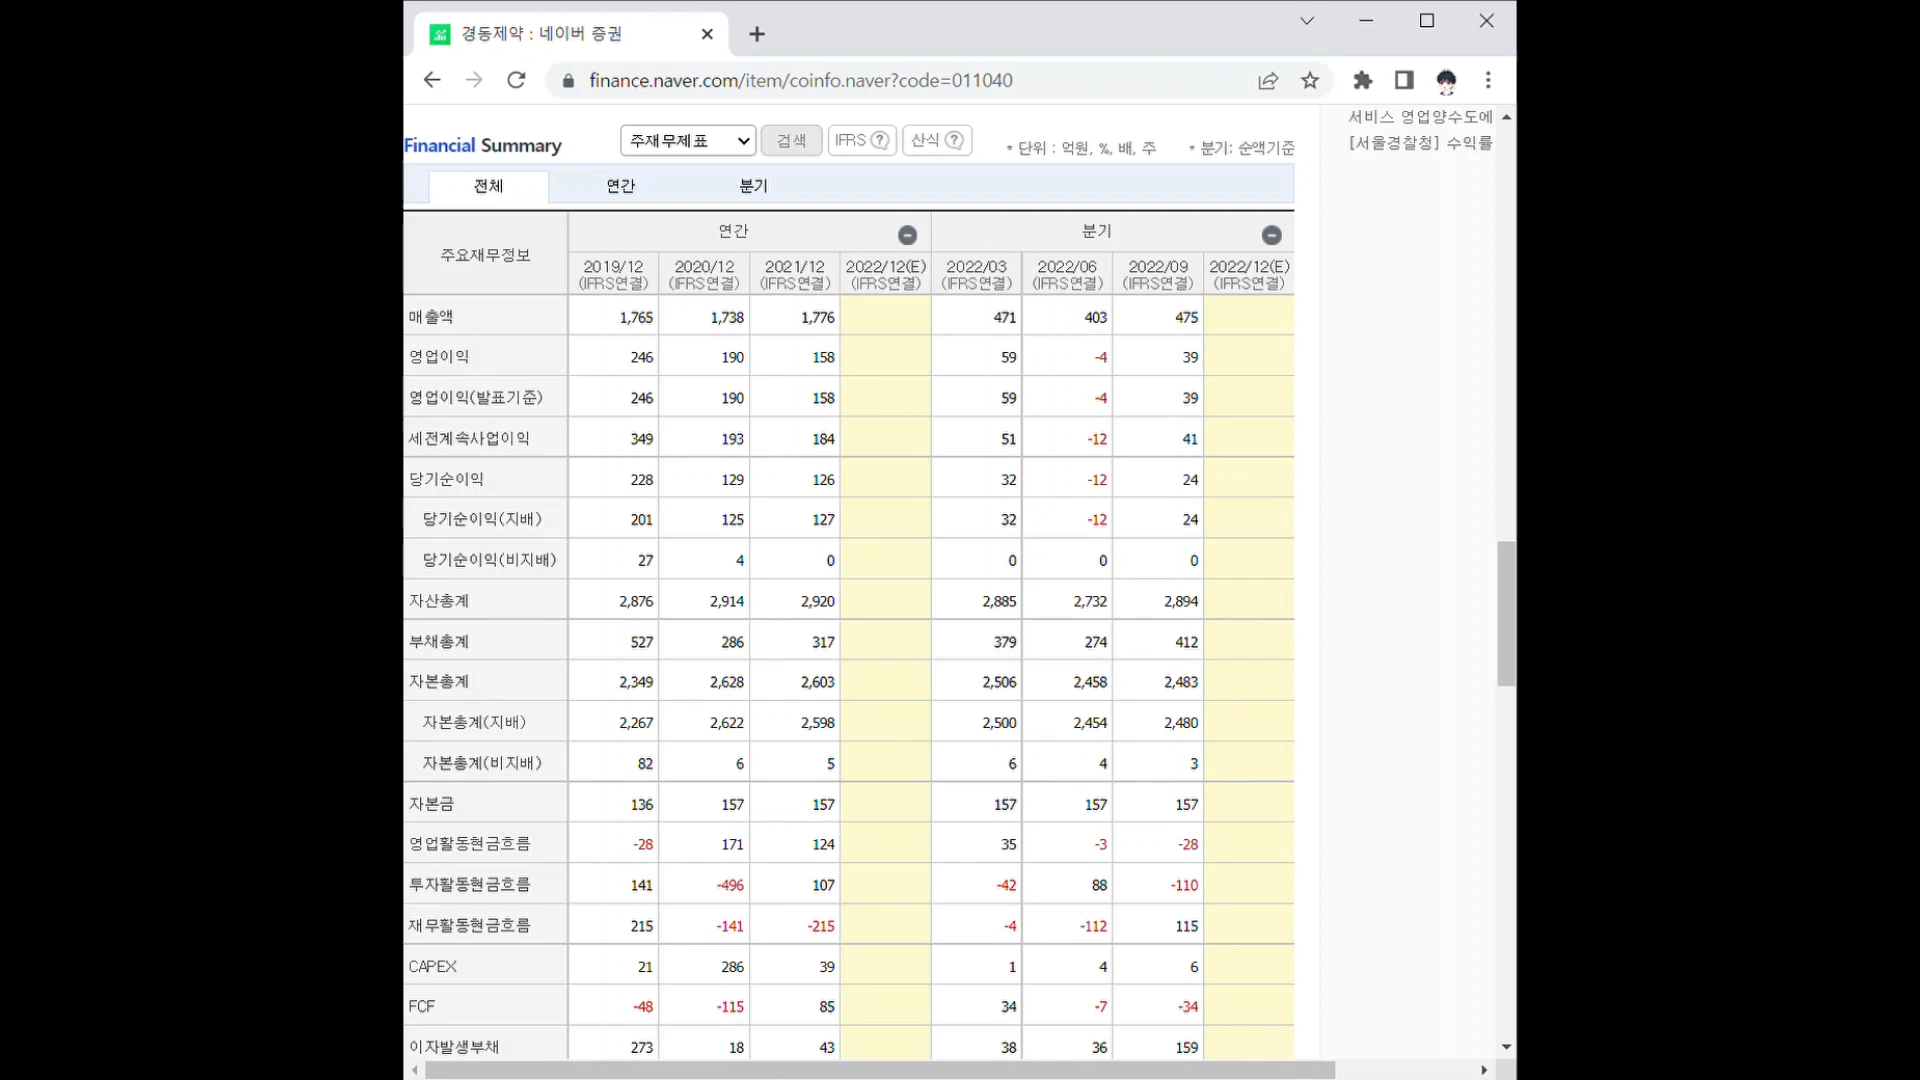 경동제약 : 네이버 증권
finance.naver.com/item/coinfo.naver?code=011040
서비스 영업양수도에
[서울경찰청] 수익률
Financial Summary 주재무제표 검색 IFRS ? 산식 ? * 단위 : 억원, %, 배, 주 * 분기: 순액기준
전체 연간 분기
주요재무정보 연간 분기
2019/12 2020/12 2021/12 2022/12(E) 2022/03 2022/06 2022/09 2022/12(E)
(IFRS연결) (IFRS연결) (IFRS연결) (IFRS연결) (IFRS연결) (IFRS연결) (IFRS연결) (IFRS연결)
매출액 1,765 1,738 1,776 471 403 475
영업이익 246 190 158 59 -4 39
영업이익(발표기준) 246 190 158 59 -4 39
세전계속사업이익 349 193 184 51 -12 41
당기순이익 228 129 126 32 -12 24
당기순이익(지배) 201 125 127 32 -12 24
당기순이익(비지배) 27 4 0 0 0 0
자산총계 2,876 2,914 2,920 2,885 2,732 2,894
부채총계 527 286 317 379 274 412
자본총계 2,349 2,628 2,603 2,506 2,458 2,483
자본총계(지배) 2,267 2,622 2,598 2,500 2,454 2,480
자본총계(비지배) 82 6 5 6 4 3
자본금 136 157 157 157 157 157
영업활동현금흐름 -28 171 124 35 -3 -28
투자활동현금흐름 141 -496 107 -42 88 -110
재무활동현금흐름 215 -141 -215 -4 -112 115
CAPEX 21 286 39 1 4 6
FCF -48 -115 85 34 -7 -34
이자발생부채 273 18 43 38 36 159